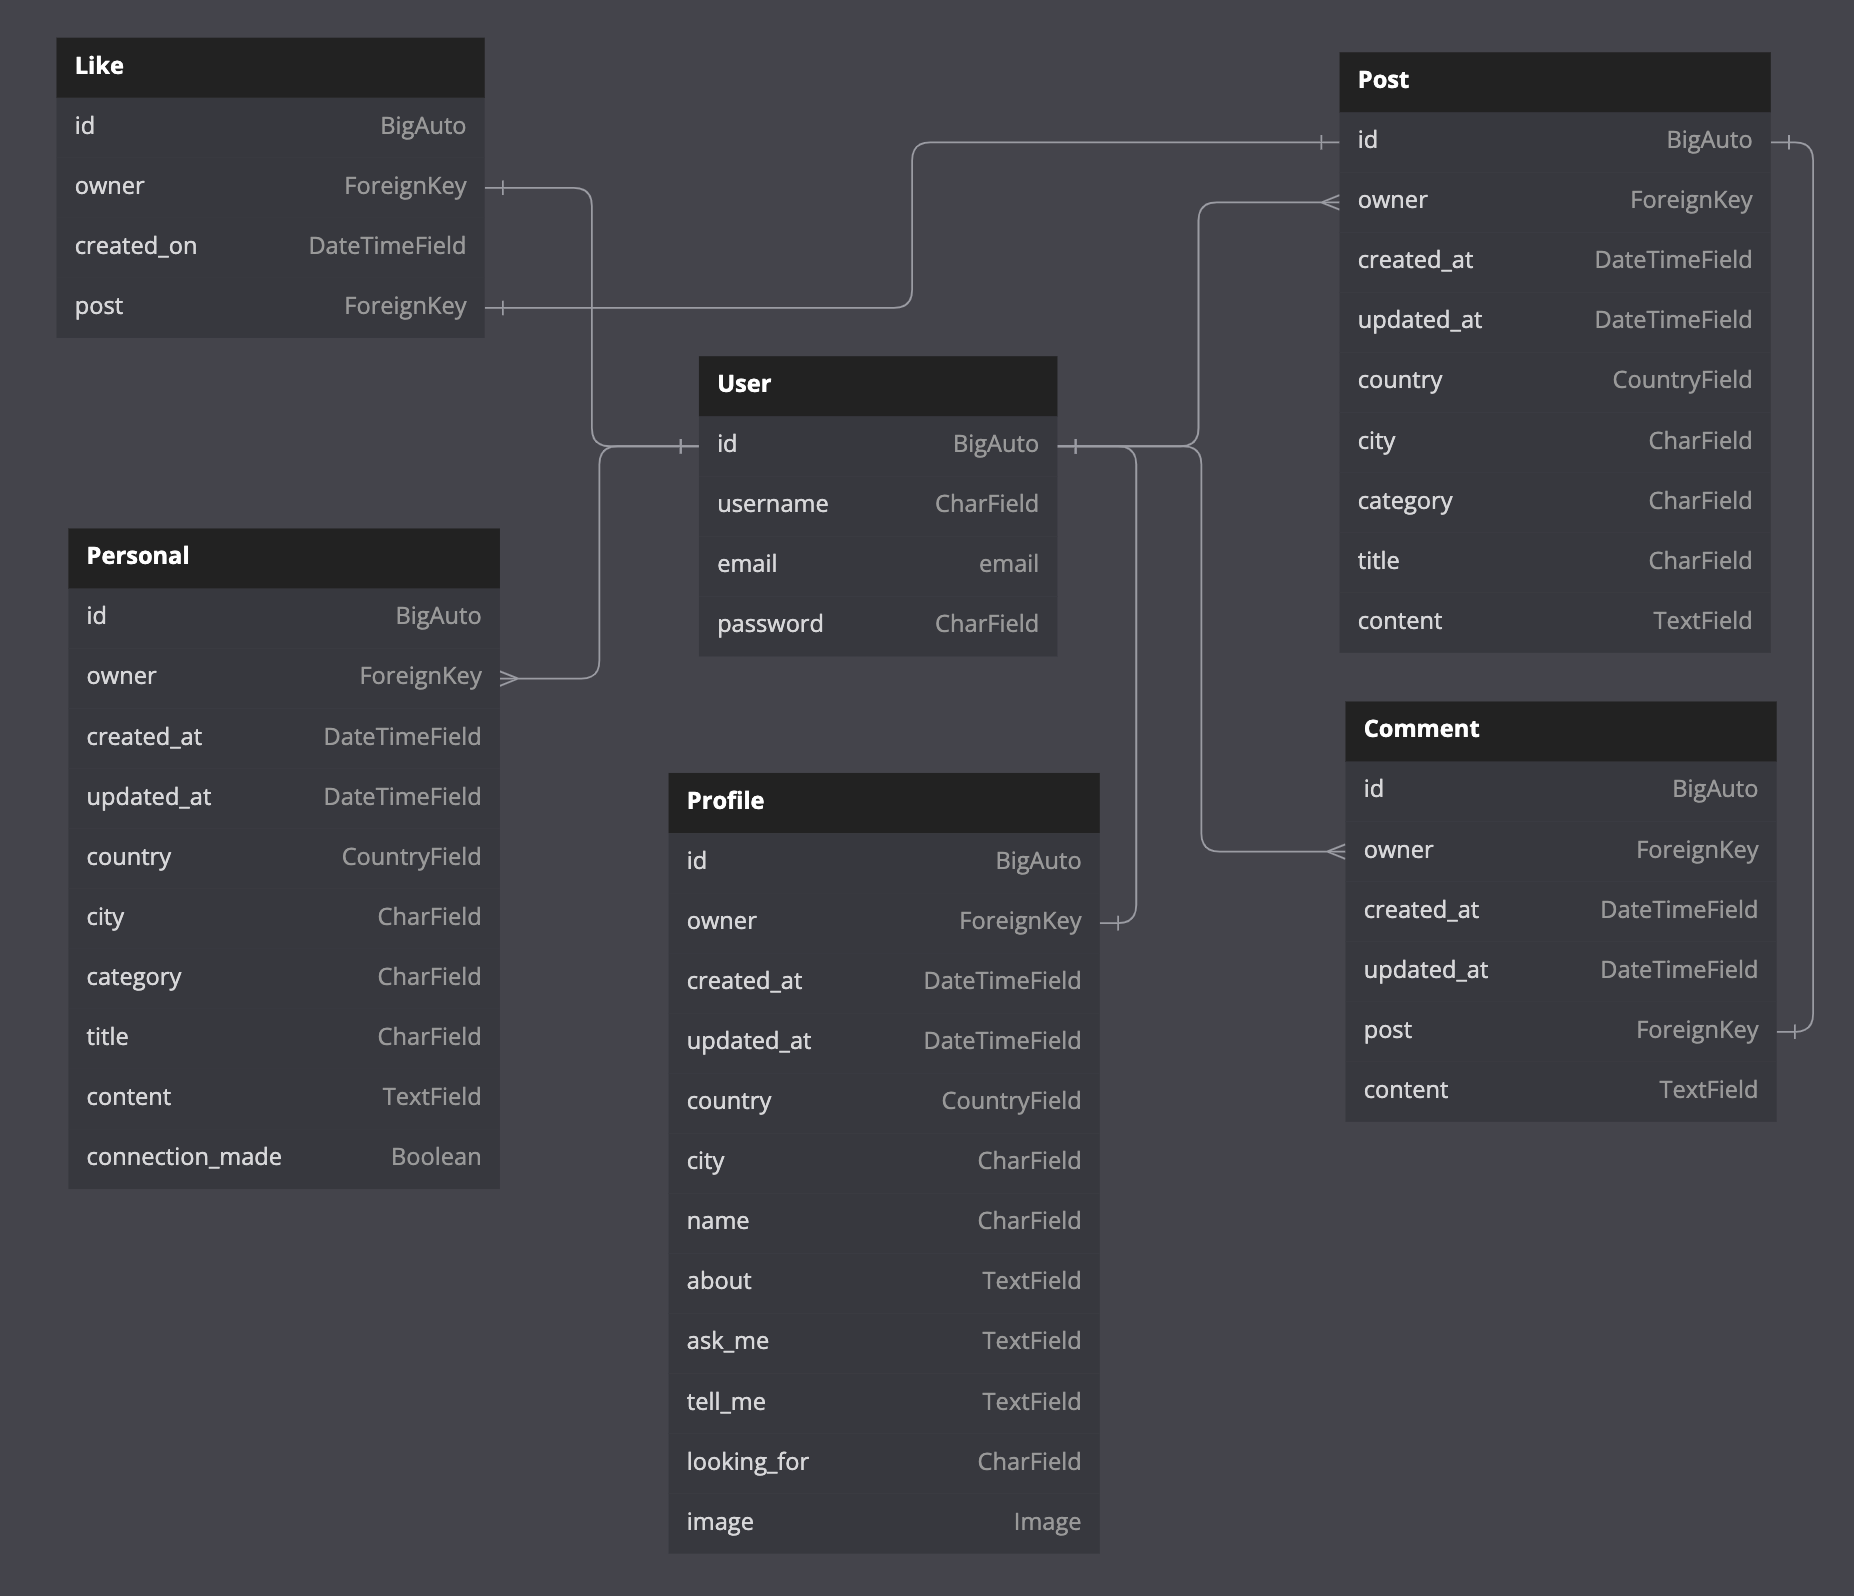 Like
id BigAuto
owner ForeignKey
created_on DateTimeField
post ForeignKey
Post
id BigAuto
owner ForeignKey
created_at DateTimeField
updated_at DateTimeField
country CountryField
city CharField
category CharField
title CharField
content TextField
User
id BigAuto
username CharField
email email
password CharField
Personal
id BigAuto
owner ForeignKey
created_at DateTimeField
updated_at DateTimeField
country CountryField
city CharField
category CharField
title CharField
content TextField
connection_made Boolean
Profile
id BigAuto
owner ForeignKey
created_at DateTimeField
updated_at DateTimeField
country CountryField
city CharField
name CharField
about TextField
ask_me TextField
tell_me TextField
looking_for CharField
image Image
Comment
id BigAuto
owner ForeignKey
created_at DateTimeField
updated_at DateTimeField
post ForeignKey
content TextField